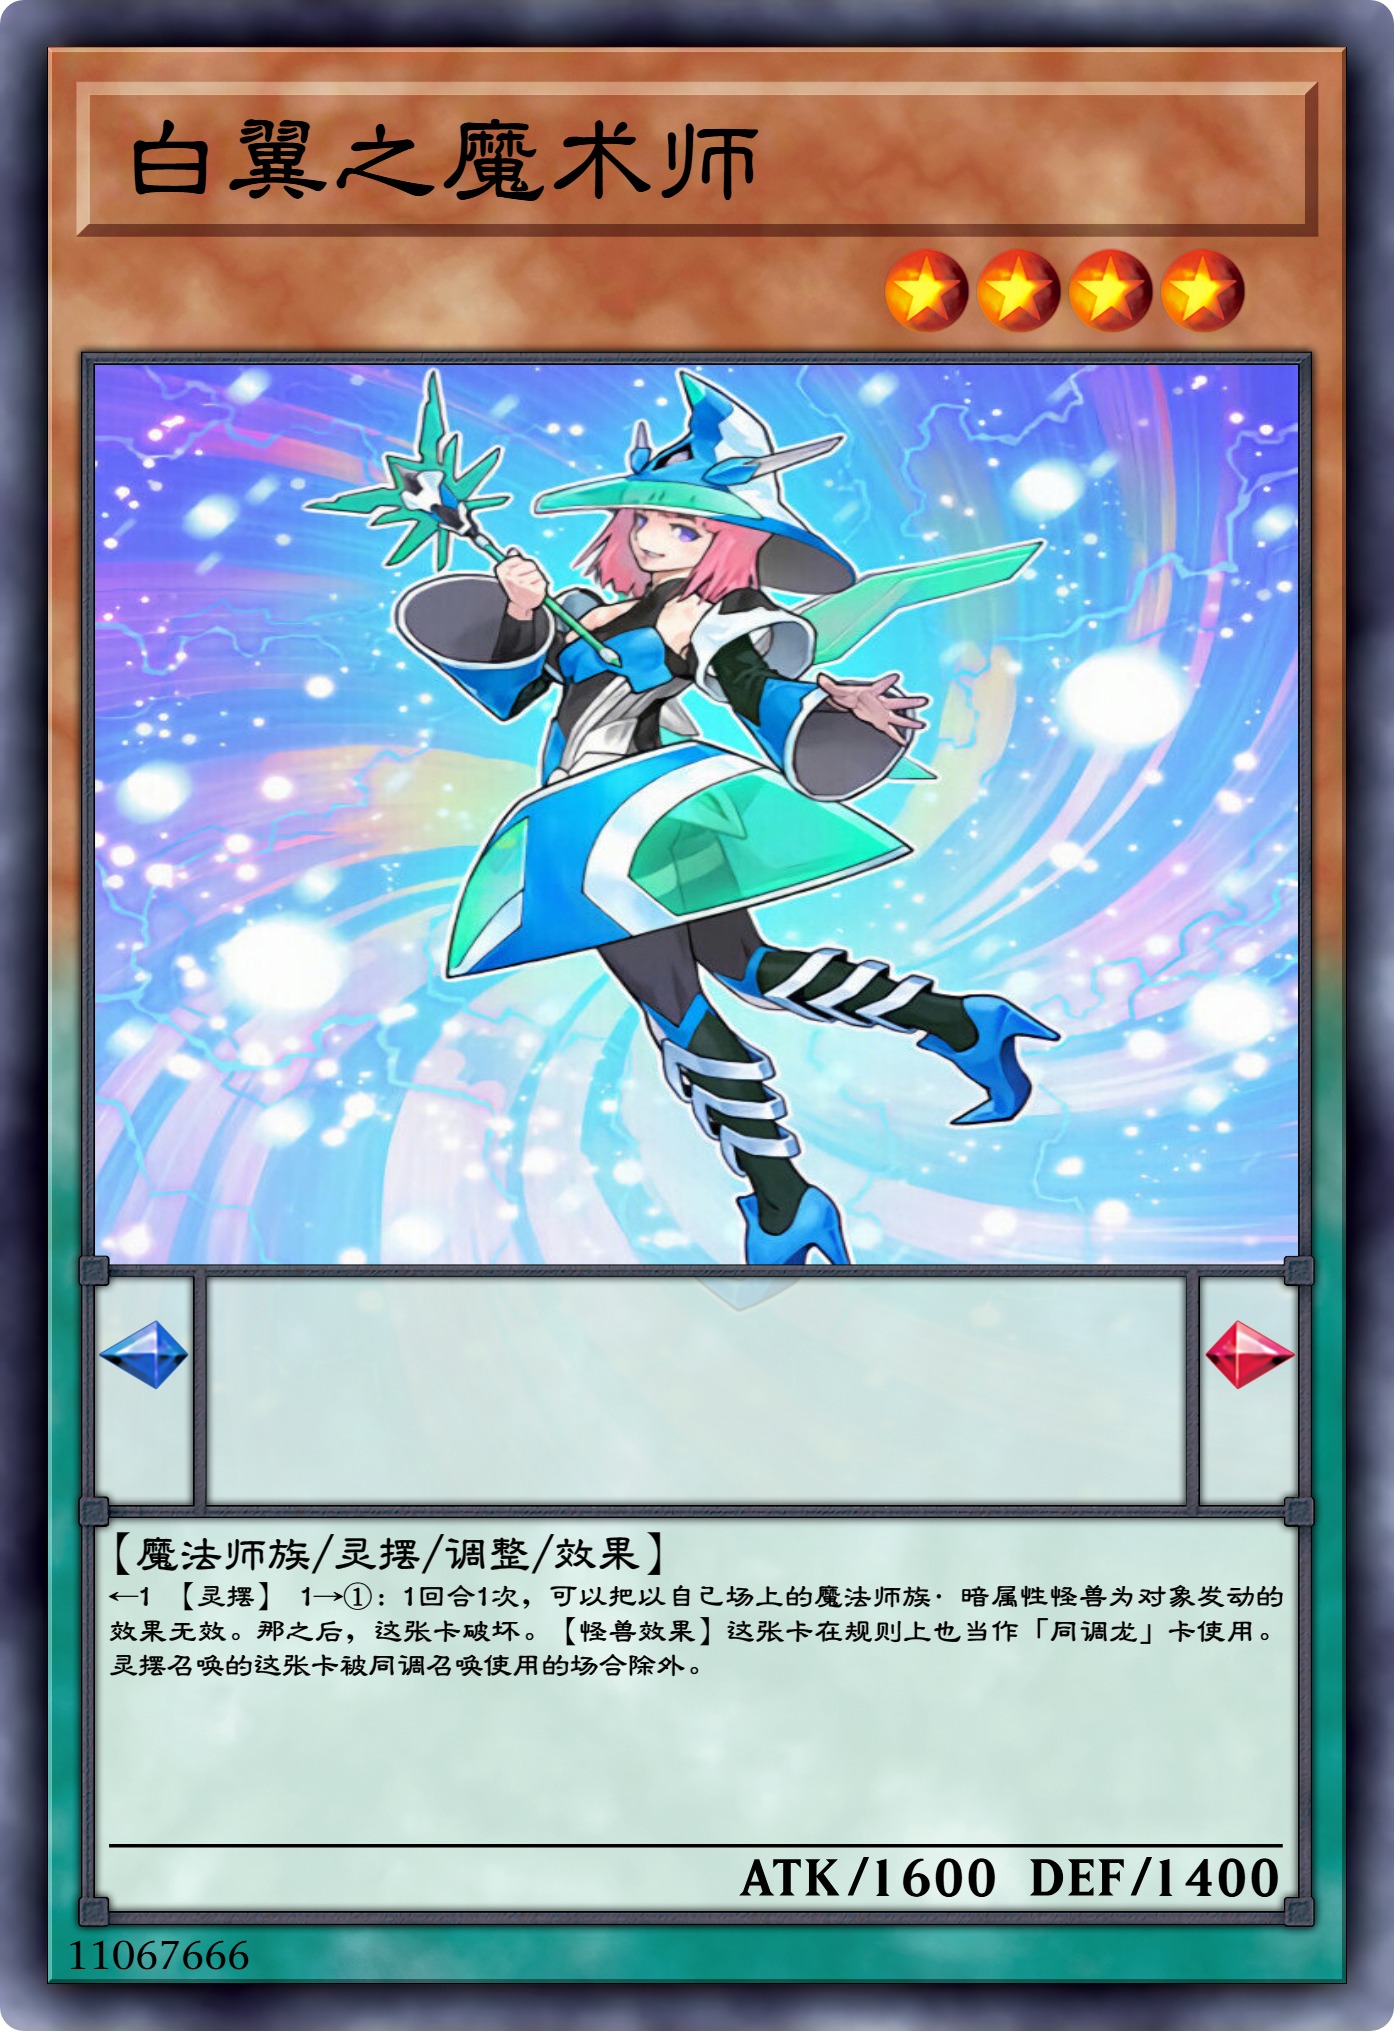 白翼之魔术师
【魔法师族/灵摆/调整/效果】
←1 【灵摆】 1→①：1回合1次，可以把以自己场上的魔法师族·暗属性怪兽为对象发动的
效果无效。那之后，这张卡破坏。【怪兽效果】这张卡在规则上也当作「同调龙」卡使用。
灵摆召唤的这张卡被同调召唤使用的场合除外。
ATK/1600 DEF/1400
11067666